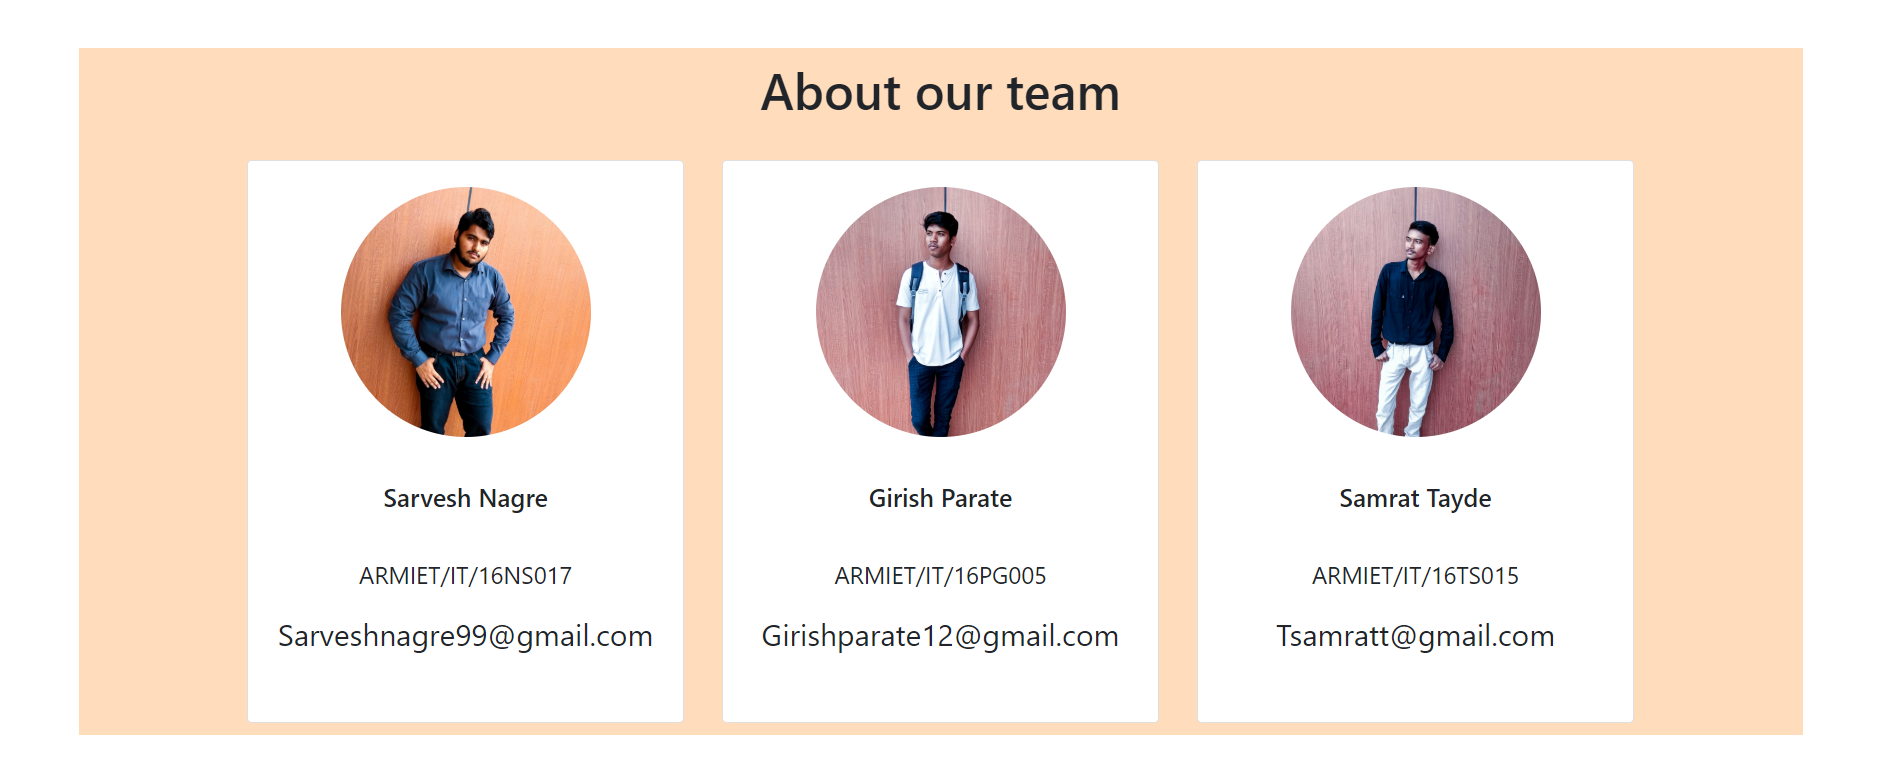 About our team
Sarvesh Nagre
ARMIET/IT/16NS017
Sarveshnagre99@gmail.com
Girish Parate
ARMIET/IT/16PG005
Girishparate12@gmail.com
Samrat Tayde
ARMIET/IT/16TS015
Tsamratt@gmail.com